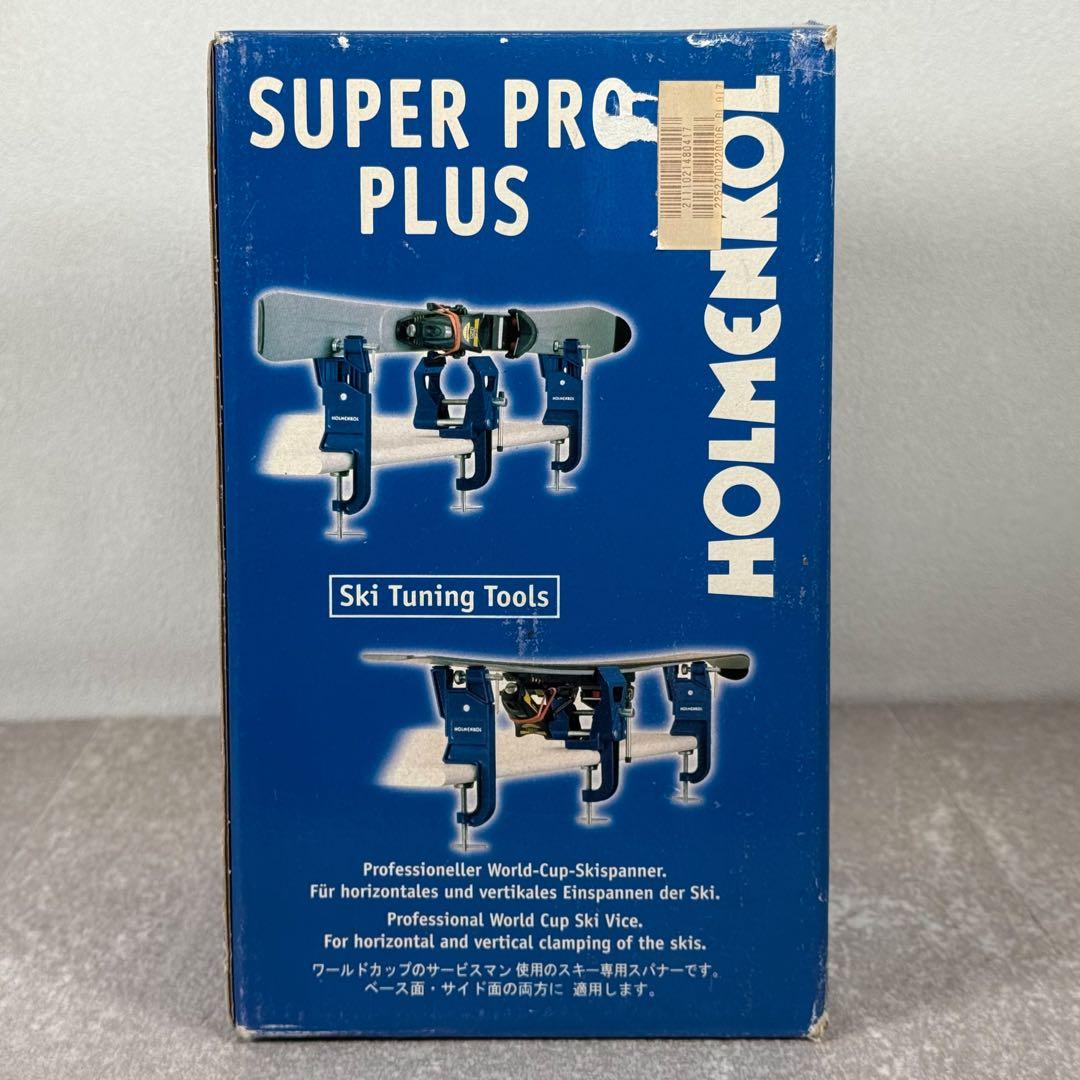 SUPER PRO
PLUS
HOLMENKOL
2111021480417
HOLMENKOL
HOLMENKOL
Ski Tuning Tools
HOLMENKOL
HOLMENKOL
Professioneller World-Cup-Skispanner.
Für horizontales und vertikales Einspannen der Ski.
Professional World Cup Ski Vice.
For horizontal and vertical clamping of the skis.
ワールドカップのサービスマン 使用のスキー専用スパナーです。
ベース面・サイド面の両方に 適用します。